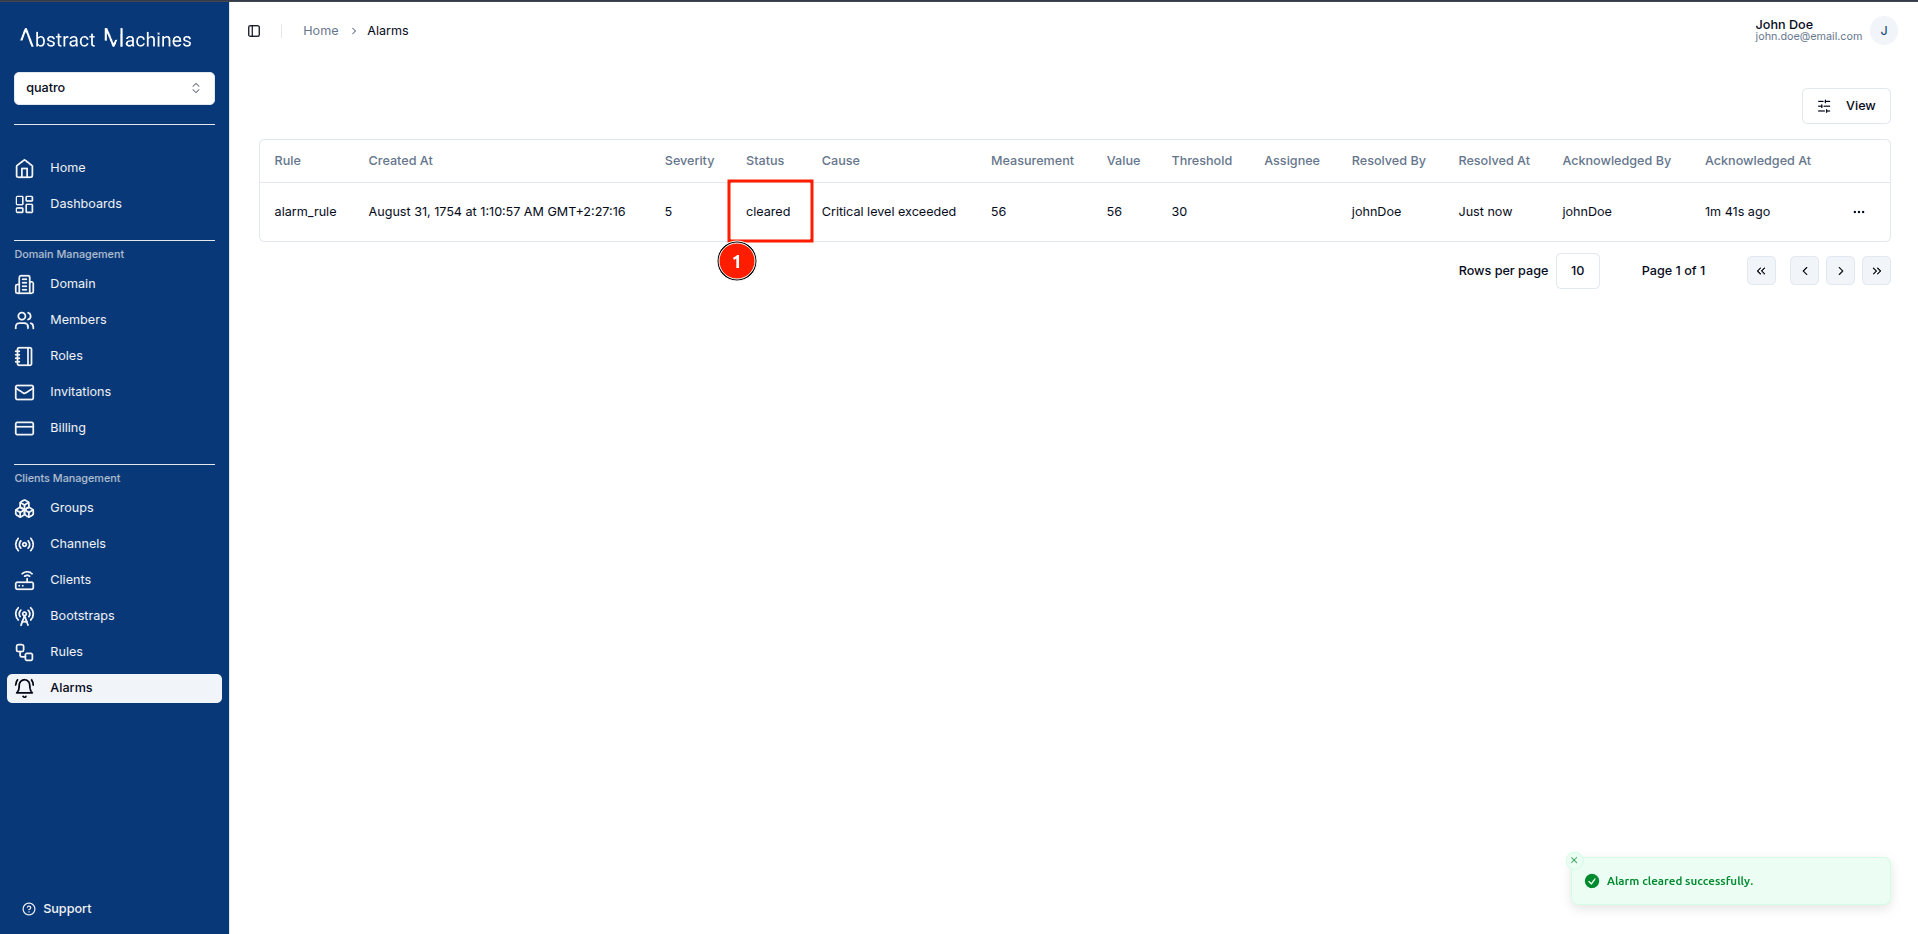 Abstract Machines
quatro
Home
Dashboards
Domain Management
Domain
Members
Roles
Invitations
Billing
Clients Management
Groups
Channels
Clients
Bootstraps
Rules
Alarms
Support
Home > Alarms
John Doe
john.doe@email.com
J
View
Rule Created At Severity Status Cause Measurement Value Threshold Assignee Resolved By Resolved At Acknowledged By Acknowledged At
alarm_rule August 31, 1754 at 1:10:57 AM GMT+2:27:16 5 cleared Critical level exceeded 56 56 30 johnDoe Just now johnDoe 1m 41s ago ...
1
Rows per page 10 Page 1 of 1 « ‹ › »
Alarm cleared successfully.